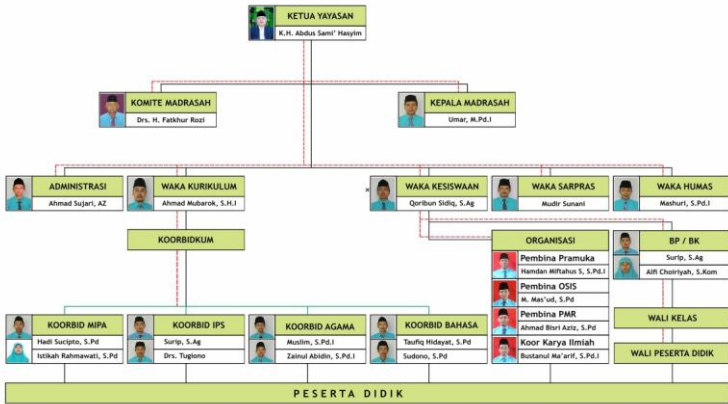 KETUA YAYASAN
K.H. Abdus Sami' Hasyim
KOMITE MADRASAH
Drs. H. Fatkhur Rozi
KEPALA MADRASAH
Umar, M.Pd.I
ADMINISTRASI
Ahmad Sujari, AZ
WAKA KURIKULUM
Ahmad Mubarok, S.H.I
WAKA KESISWAAN
Qoribun Sidiq, S.Ag
WAKA SARPRAS
Mudir Sunani
WAKA HUMAS
Mashuri, S.Pd.I
KOORBIDKUM
ORGANISASI
Pembina Pramuka
Hamdan Miftahus S, S.Pd.I
Pembina OSIS
M. Mas'ud, S.Pd
Pembina PMR
Ahmad Bisri Aziz, S.Pd
Koor Karya Ilmiah
Bustanul Ma'arif, S.Pd.I
BP / BK
Surip, S.Ag
Alfi Choiriyah, S.Kom
WALI KELAS
WALI PESERTA DIDIK
KOORBID MIPA
Hadi Sucipto, S.Pd
Istikah Rahmawati, S.Pd
KOORBID IPS
Surip, S.Ag
Drs. Tugiono
KOORBID AGAMA
Muslim, S.Pd.I
Zainul Abidin, S.Pd.I
KOORBID BAHASA
Taufiq Hidayat, S.Pd
Sudono, S.Pd
PESERTA DIDIK